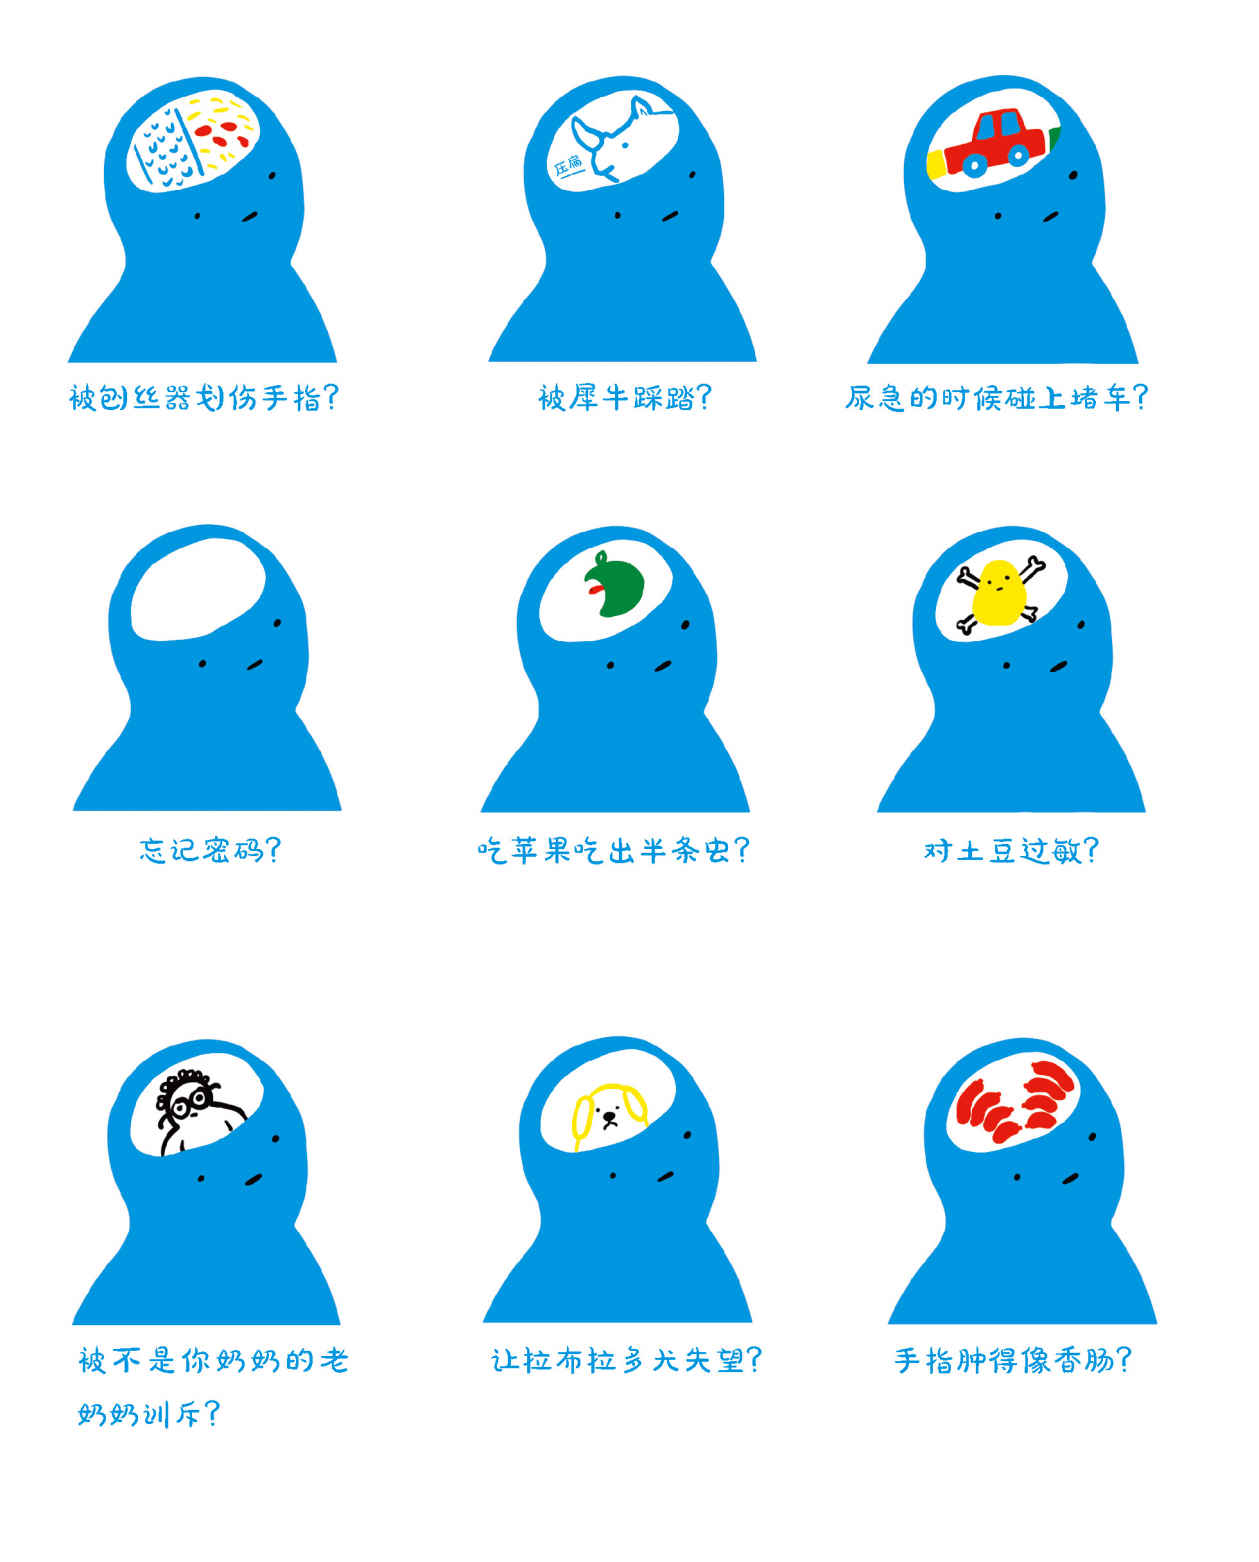 压扁
被刨丝器划伤手指?
被犀牛踩踏?
尿急的时候碰上堵车?
忘记密码?
吃苹果吃出半条虫?
对土豆过敏?
被不是你奶奶的老
奶奶训斥?
让拉布拉多犬失望?
手指肿得像香肠?